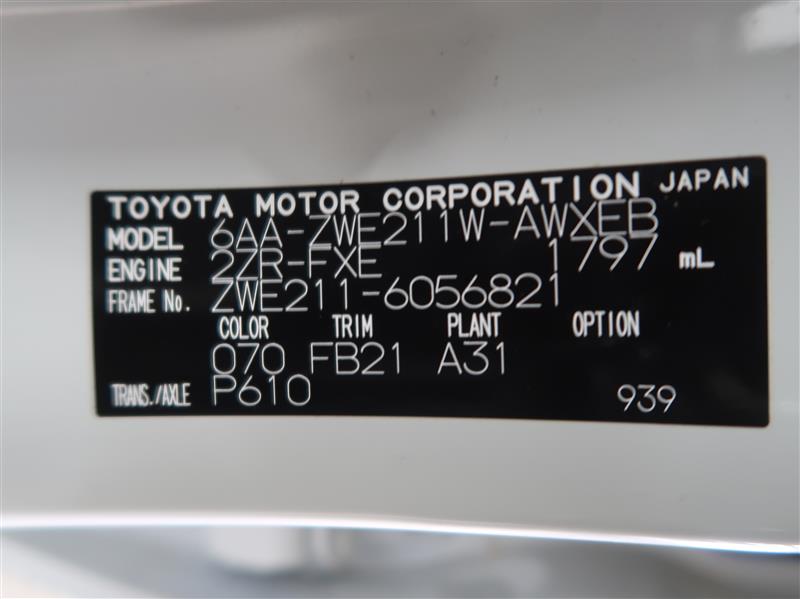 TOYOTA MOTOR CORPORATION JAPAN
MODEL 6AA-ZWE211W-AWXEB
ENGINE 2ZR-FXE 1797 mL
FRAME No. ZWE211-6056821
COLOR TRIM PLANT OPTION
070 FB21 A31
TRANS./AXLE P610 939